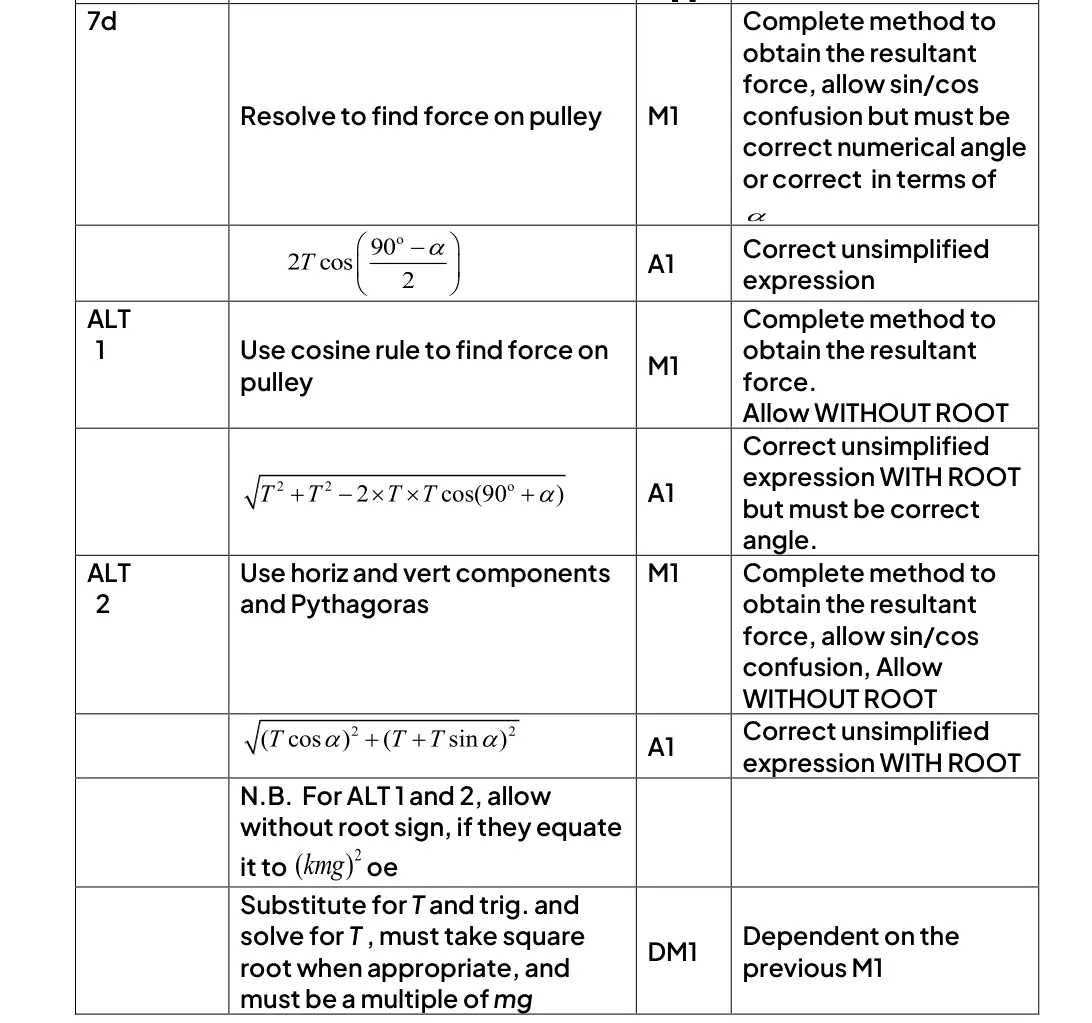 7d
Resolve to find force on pulley
M1
Complete method to
obtain the resultant
force, allow sin/cos
confusion but must be
correct numerical angle
or correct in terms of
α
2T cos((90° − α)/2)
A1
Correct unsimplified
expression
ALT
1
Use cosine rule to find force on
pulley
M1
Complete method to
obtain the resultant
force.
Allow WITHOUT ROOT
√(T² + T² − 2 × T × T cos(90° + α))
A1
Correct unsimplified
expression WITH ROOT
but must be correct
angle.
ALT
2
Use horiz and vert components
and Pythagoras
M1
Complete method to
obtain the resultant
force, allow sin/cos
confusion, Allow
WITHOUT ROOT
√((T cos α)² + (T + T sin α)²)
A1
Correct unsimplified
expression WITH ROOT
N.B. For ALT 1 and 2, allow
without root sign, if they equate
it to (kmg)² oe
Substitute for T and trig. and
solve for T , must take square
root when appropriate, and
must be a multiple of mg
DM1
Dependent on the
previous M1